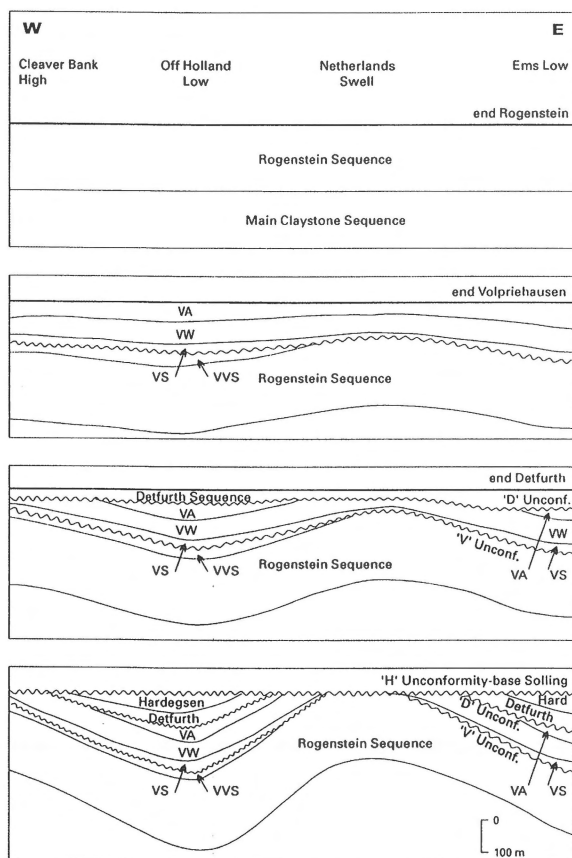 W E
Cleaver Bank High
Off Holland Low
Netherlands Swell
Ems Low
end Rogenstein
Rogenstein Sequence
Main Claystone Sequence
end Volpriehausen
VA
VW
VS VVS
Rogenstein Sequence
end Detfurth
Detfurth Sequence
'D' Unconf.
VA
VW
VW
'V' Unconf.
VS VVS
Rogenstein Sequence
VA VS
'H' Unconformity-base Solling
Hardegsen
Hard
Detfurth
Detfurth
'D' Unconf.
VA
VW
'V' Unconf.
Rogenstein Sequence
VS VVS
VA VS
0
100 m